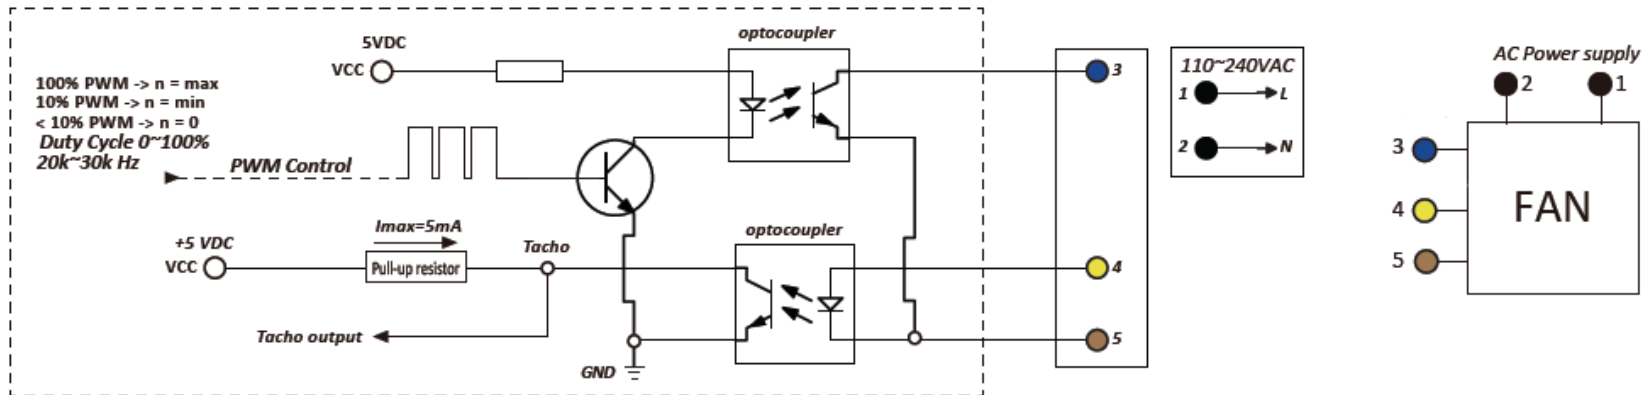 5VDC
VCC
100% PWM -> n = max
10% PWM -> n = min
< 10% PWM -> n = 0
Duty Cycle 0~100%
20k~30k Hz
PWM Control
optocoupler
Imax=5mA
+5 VDC
VCC
Pull-up resistor
Tacho
Tacho output
GND
optocoupler
3
4
5
110~240VAC
1 L
2 N
AC Power supply
2 1
3
4
5
FAN